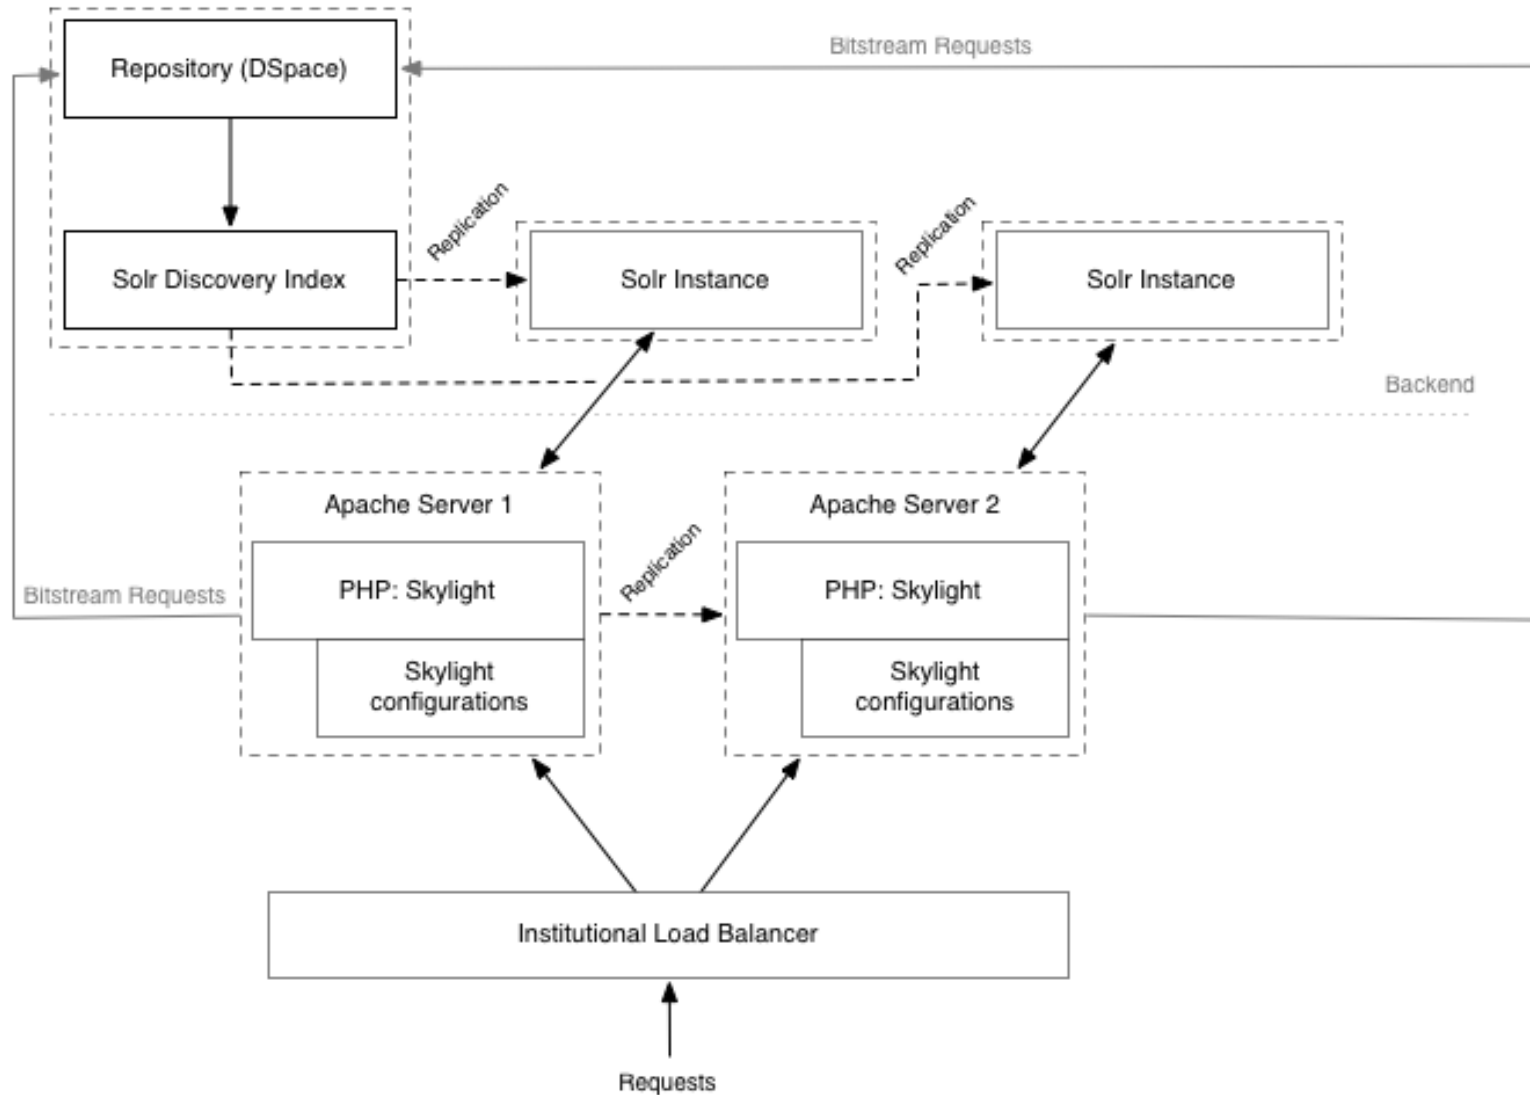 Bitstream Requests
Repository (DSpace)
Replication
Replication
Solr Discovery Index
Solr Instance
Solr Instance
Backend
Apache Server 1
Apache Server 2
Replication
PHP: Skylight
PHP: Skylight
Bitstream Requests
Skylight
configurations
Skylight
configurations
Institutional Load Balancer
Requests